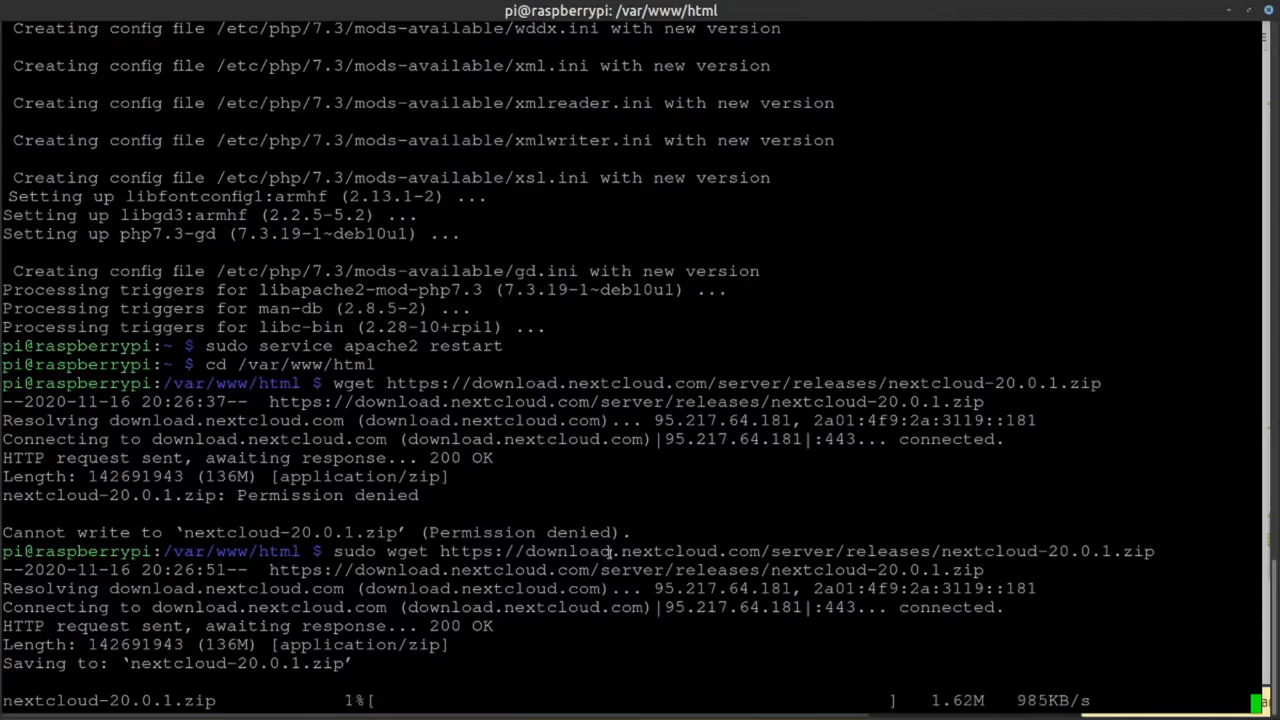 pi@raspberrypi: /var/www/html
Creating config file /etc/php/7.3/mods-available/wddx.ini with new version
Creating config file /etc/php/7.3/mods-available/xml.ini with new version
Creating config file /etc/php/7.3/mods-available/xmlreader.ini with new version
Creating config file /etc/php/7.3/mods-available/xmlwriter.ini with new version
Creating config file /etc/php/7.3/mods-available/xsl.ini with new version
Setting up libfontconfig1:armhf (2.13.1-2) ...
Setting up libgd3:armhf (2.2.5-5.2) ...
Setting up php7.3-gd (7.3.19-1~deb10u1) ...
Creating config file /etc/php/7.3/mods-available/gd.ini with new version
Processing triggers for libapache2-mod-php7.3 (7.3.19-1~deb10u1) ...
Processing triggers for man-db (2.8.5-2) ...
Processing triggers for libc-bin (2.28-10+rpi1) ...
pi@raspberrypi:~ $ sudo service apache2 restart
pi@raspberrypi:~ $ cd /var/www/html
pi@raspberrypi:/var/www/html $ wget https://download.nextcloud.com/server/releases/nextcloud-20.0.1.zip
--2020-11-16 20:26:37--  https://download.nextcloud.com/server/releases/nextcloud-20.0.1.zip
Resolving download.nextcloud.com (download.nextcloud.com)... 95.217.64.181, 2a01:4f9:2a:3119::181
Connecting to download.nextcloud.com (download.nextcloud.com)|95.217.64.181|:443... connected.
HTTP request sent, awaiting response... 200 OK
Length: 142691943 (136M) [application/zip]
nextcloud-20.0.1.zip: Permission denied
Cannot write to ‘nextcloud-20.0.1.zip’ (Permission denied).
pi@raspberrypi:/var/www/html $ sudo wget https://download.nextcloud.com/server/releases/nextcloud-20.0.1.zip
--2020-11-16 20:26:51--  https://download.nextcloud.com/server/releases/nextcloud-20.0.1.zip
Resolving download.nextcloud.com (download.nextcloud.com)... 95.217.64.181, 2a01:4f9:2a:3119::181
Connecting to download.nextcloud.com (download.nextcloud.com)|95.217.64.181|:443... connected.
HTTP request sent, awaiting response... 200 OK
Length: 142691943 (136M) [application/zip]
Saving to: ‘nextcloud-20.0.1.zip’
nextcloud-20.0.1.zip 1%[ ] 1.62M 985KB/s